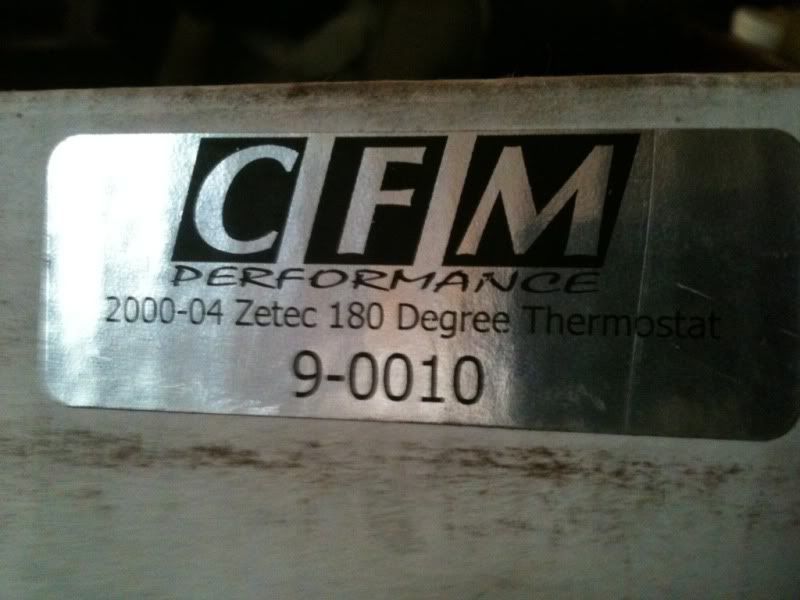 CFM
PERFORMANCE
2000-04 Zetec 180 Degree Thermostat
9-0010